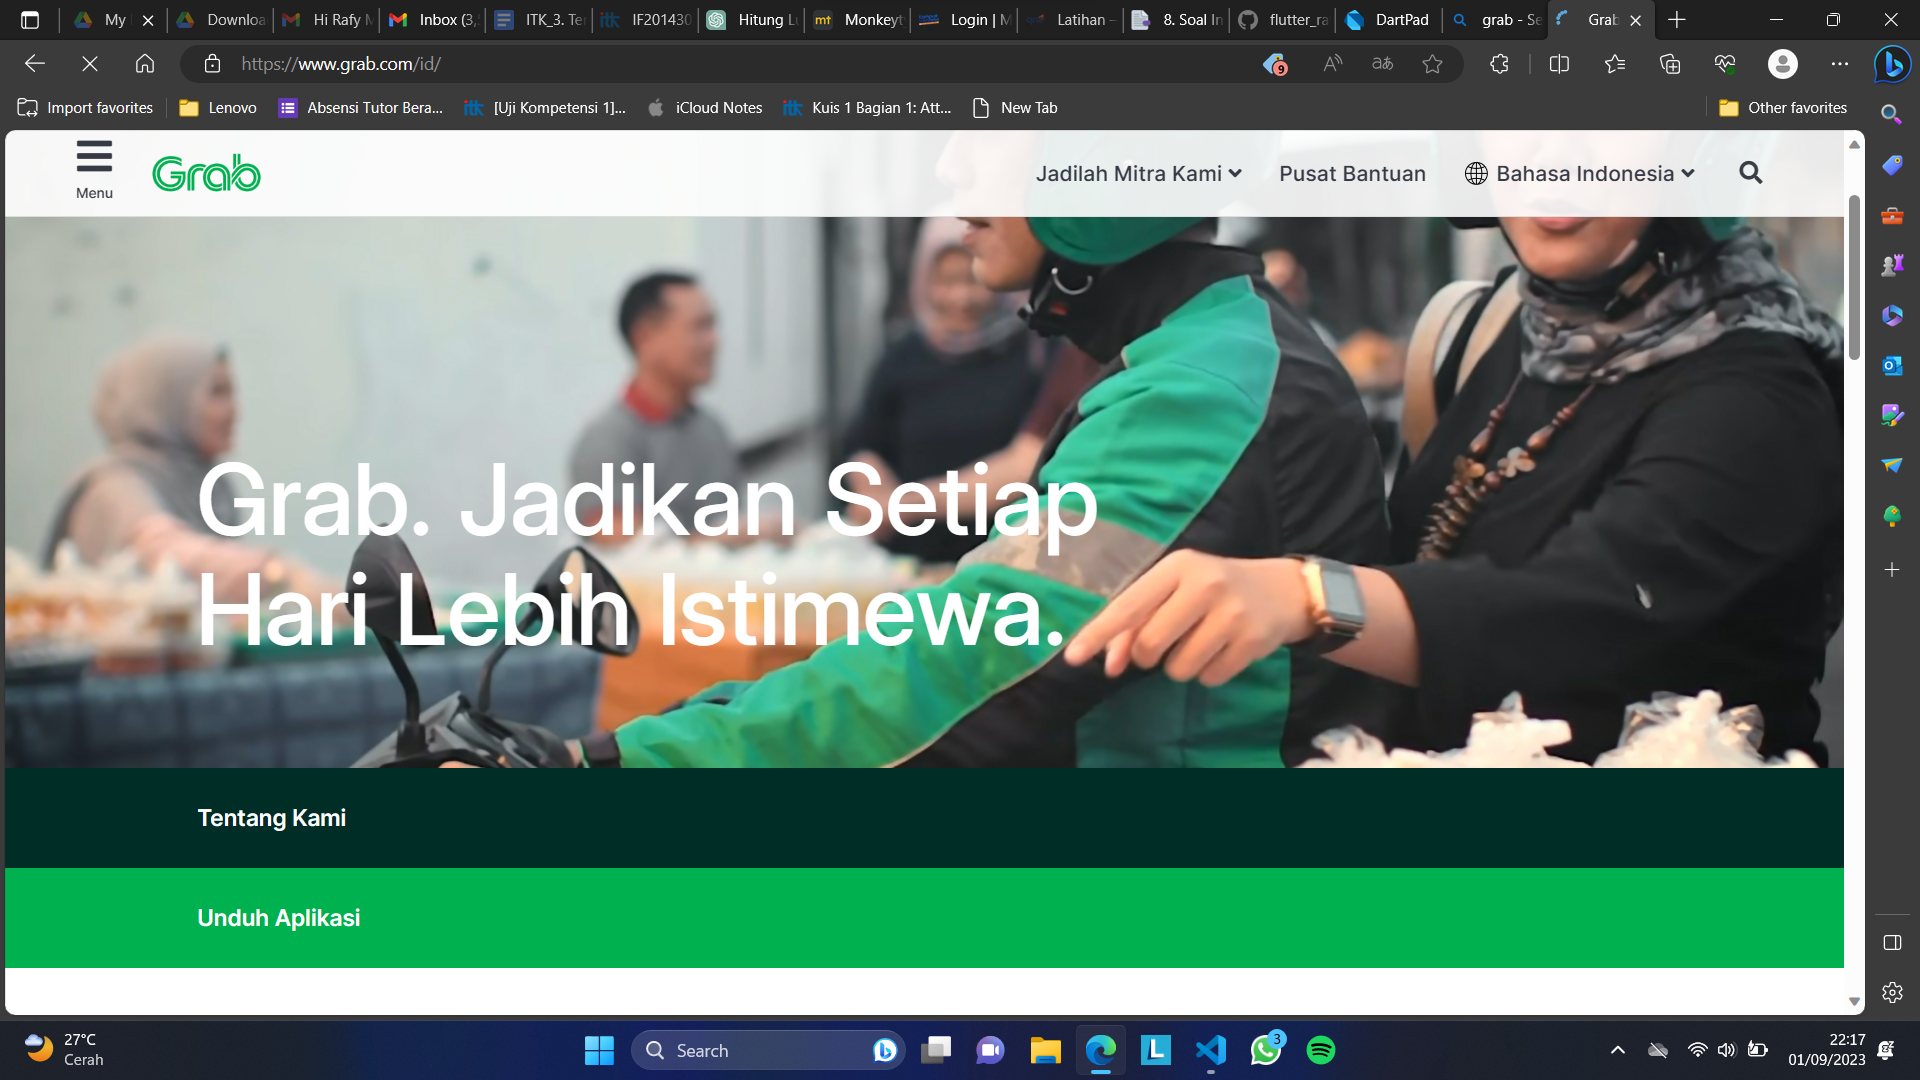 My
Downloa
Hi Rafy M
Inbox (3,
ITK_3. Te
IF201430
Hitung Lu
Monkeyt
Login | M
Latihan –
8. Soal In
flutter_ra
DartPad
grab - Se
Grab
https://www.grab.com/id/
9
Import favorites
Lenovo
Absensi Tutor Bera...
[Uji Kompetensi 1]...
iCloud Notes
Kuis 1 Bagian 1: Att...
New Tab
Other favorites
Menu
Grab
Jadilah Mitra Kami
Pusat Bantuan
Bahasa Indonesia
Grab. Jadikan Setiap
Hari Lebih Istimewa.
Tentang Kami
Unduh Aplikasi
27°C
Cerah
Search
3
22:17
01/09/2023